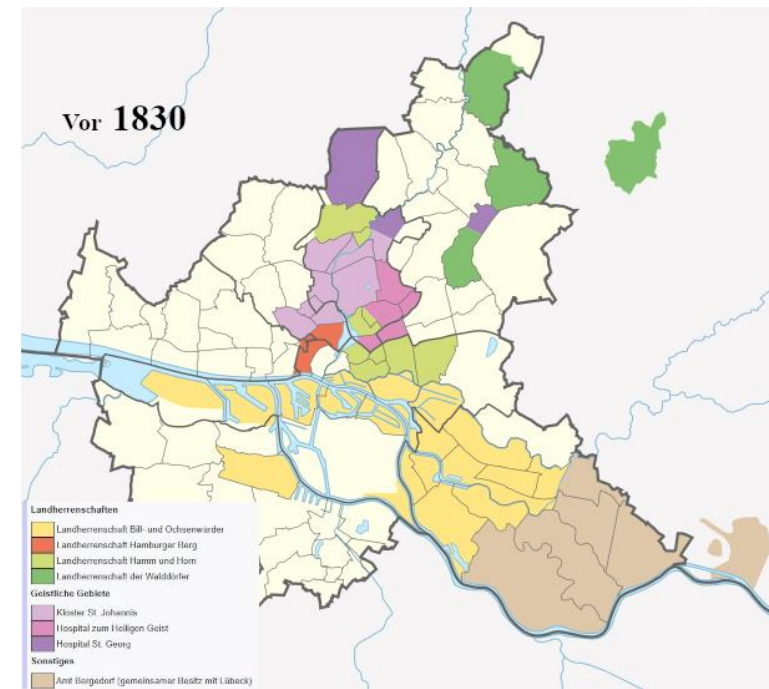 Vor 1830
Landherrenschaften
Landherrenschaft Bill- und Ochsenwärder
Landherrenschaft Hamburger Berg
Landherrenschaft Hamm und Horn
Landherrenschaft der Walddörfer
Geistliche Gebiete
Kloster St. Johannis
Hospital zum Heiligen Geist
Hospital St. Georg
Sonstiges
Amt Bergedorf (gemeinsamer Besitz mit Lübeck)